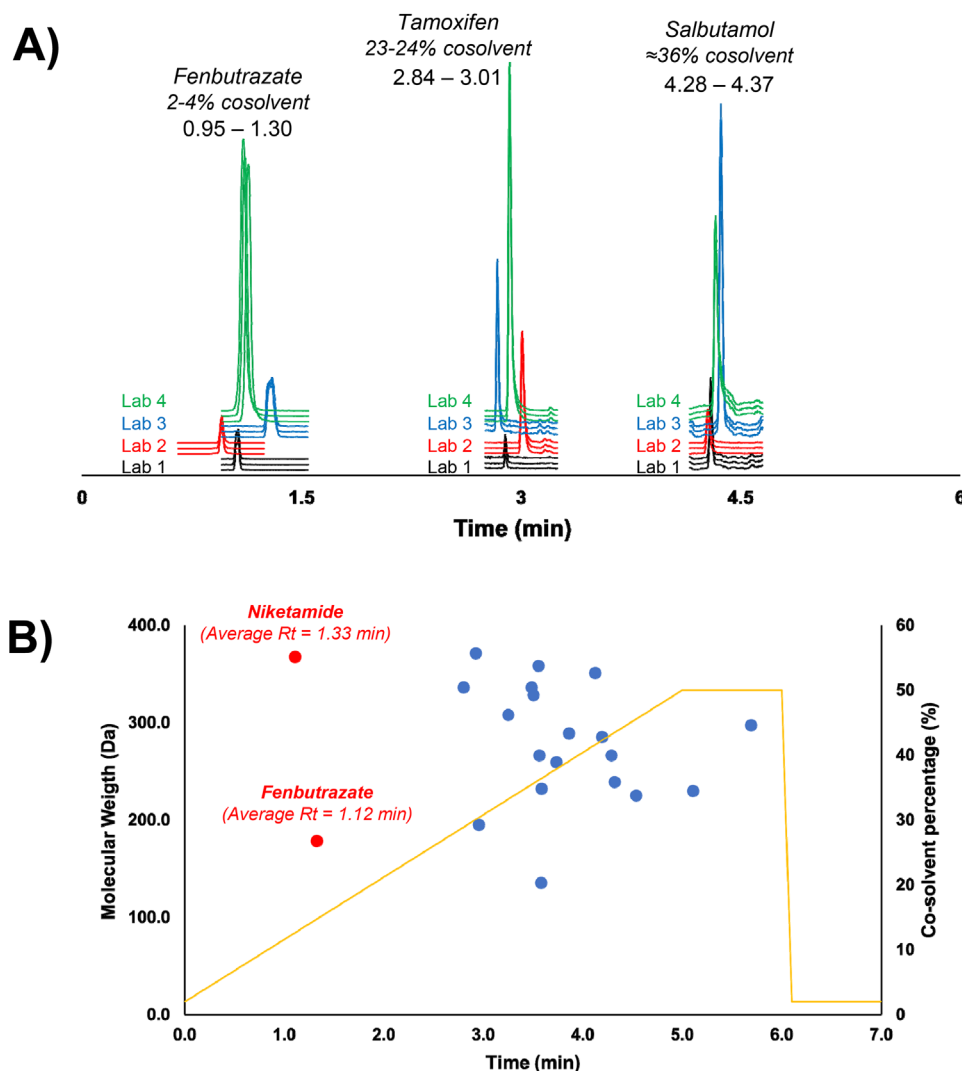 A)
Fenbutrazate
2-4% cosolvent
0.95 – 1.30
Tamoxifen
23-24% cosolvent
2.84 – 3.01
Salbutamol
≈36% cosolvent
4.28 – 4.37
Lab 4
Lab 3
Lab 2
Lab 1
Lab 4
Lab 3
Lab 2
Lab 1
Lab 4
Lab 3
Lab 2
Lab 1
0 1.5 3 4.5 6
Time (min)
B)
Niketamide
(Average Rt = 1.33 min)
Fenbutrazate
(Average Rt = 1.12 min)
Molecular Weigth (Da)
400.0
300.0
200.0
100.0
0.0
60
50
40
30
20
10
0
Co-solvent percentage (%)
0.0 1.0 2.0 3.0 4.0 5.0 6.0 7.0
Time (min)